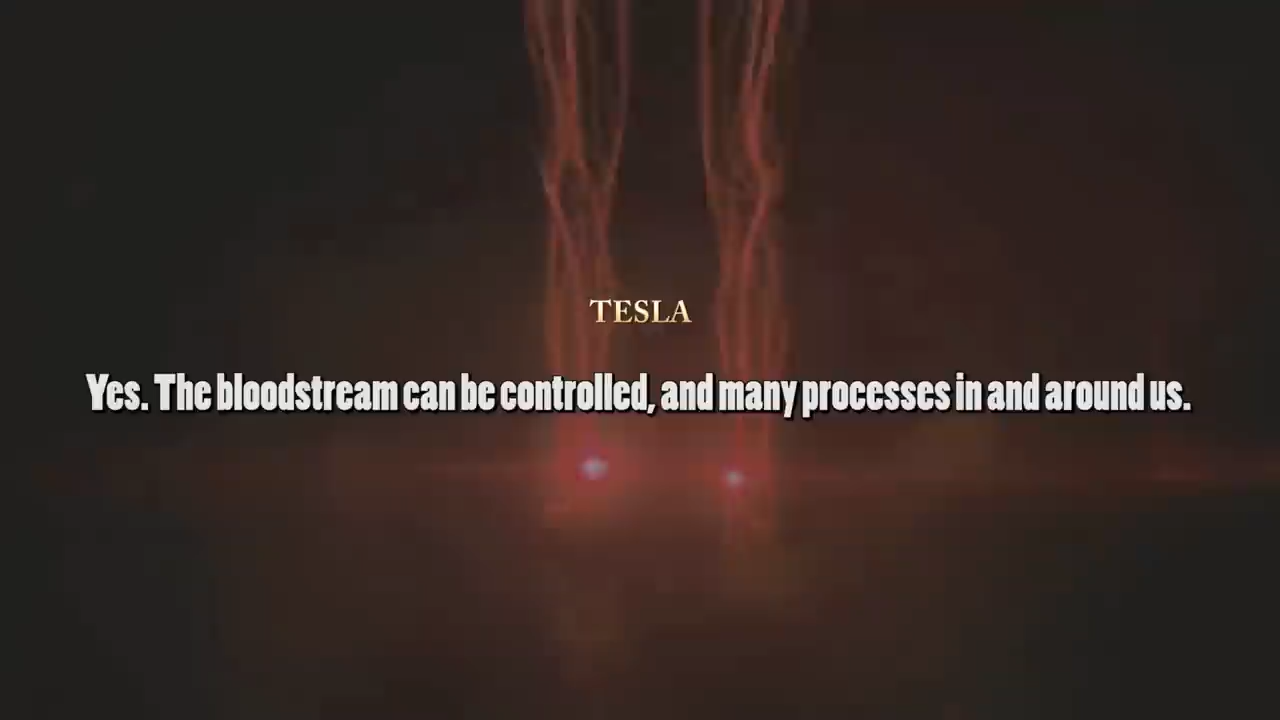 TESLA
Yes. The bloodstream can be controlled, and many processes in and around us.